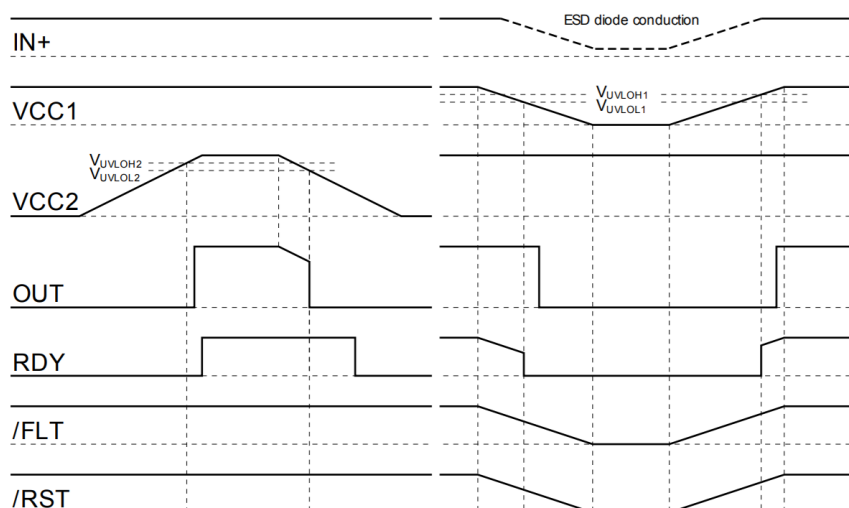 ESD diode conduction
IN+
VCC1
VUVLOH1
VUVLOL1
VUVLOH2
VUVLOL2
VCC2
OUT
RDY
/FLT
/RST